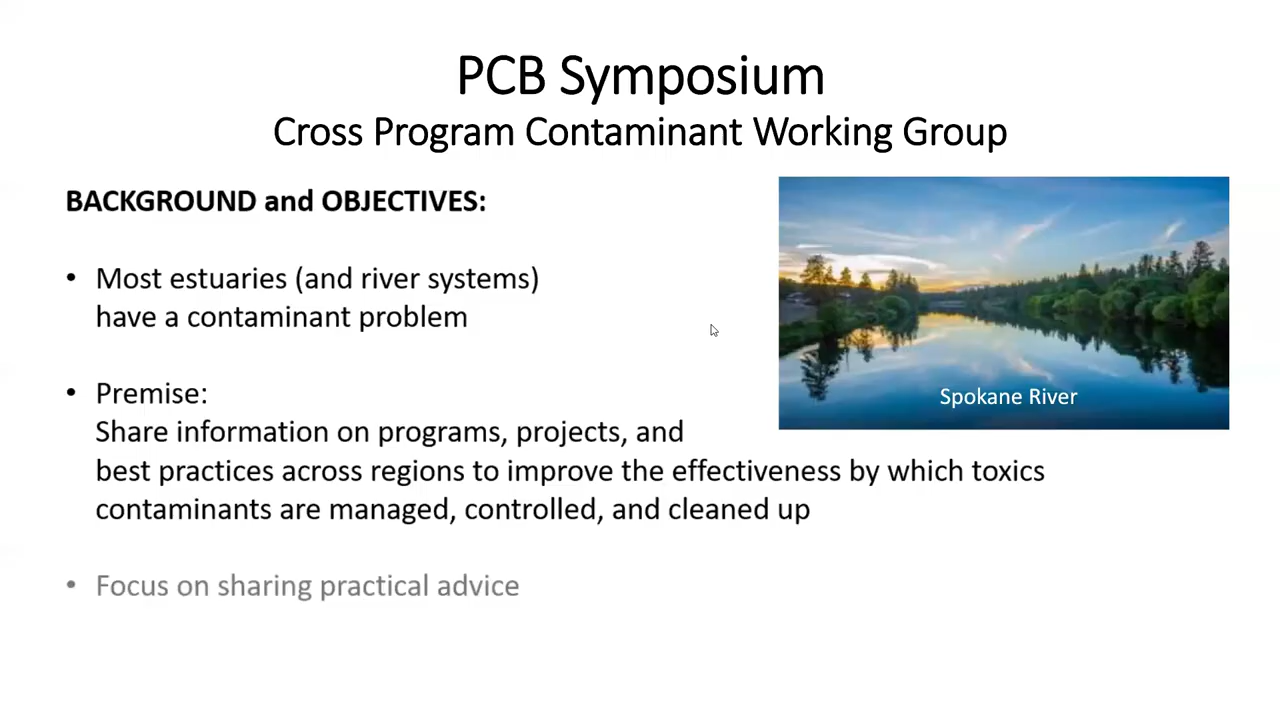 PCB Symposium
Cross Program Contaminant Working Group
BACKGROUND and OBJECTIVES:
• Most estuaries (and river systems)
have a contaminant problem
• Premise:
Share information on programs, projects, and
best practices across regions to improve the effectiveness by which toxics
contaminants are managed, controlled, and cleaned up
• Focus on sharing practical advice
Spokane River